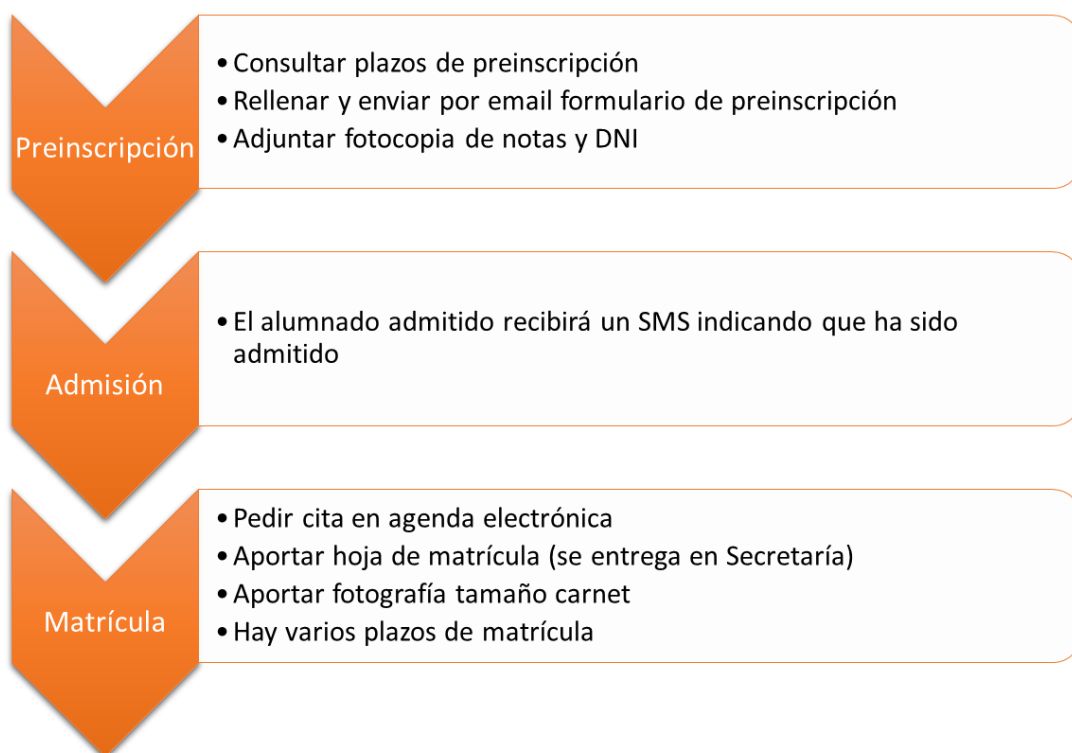 Preinscripción
• Consultar plazos de preinscripción
• Rellenar y enviar por email formulario de preinscripción
• Adjuntar fotocopia de notas y DNI
Admisión
• El alumnado admitido recibirá un SMS indicando que ha sido
admitido
Matrícula
• Pedir cita en agenda electrónica
• Aportar hoja de matrícula (se entrega en Secretaría)
• Aportar fotografía tamaño carnet
• Hay varios plazos de matrícula